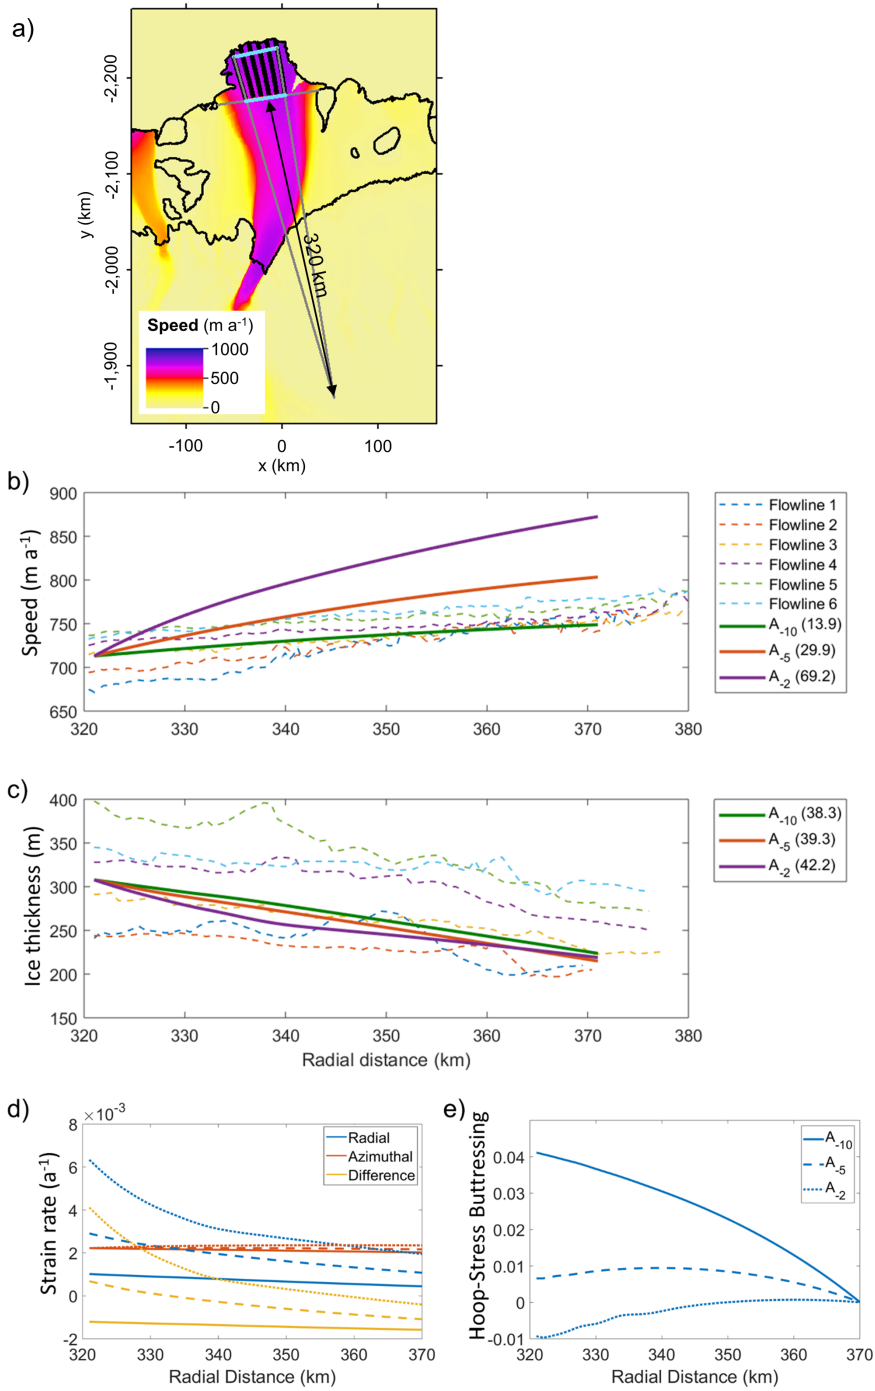 a)
-2,200
-2,100
-2,000
-1,900
y (km)
320 km
Speed (m a-1)
1000
500
0
-100
0
100
x (km)
b)
900
850
800
750
700
650
Speed (m a-1)
320
330
340
350
360
370
380
Flowline 1
Flowline 2
Flowline 3
Flowline 4
Flowline 5
Flowline 6
A-10 (13.9)
A-5 (29.9)
A-2 (69.2)
c)
400
350
300
250
200
150
Ice thickness (m)
320
330
340
350
360
370
380
Radial distance (km)
A-10 (38.3)
A-5 (39.3)
A-2 (42.2)
d)
×10-3
8
6
4
2
0
-2
Strain rate (a-1)
320
330
340
350
360
370
Radial Distance (km)
Radial
Azimuthal
Difference
e)
0.04
0.03
0.02
0.01
0
-0.01
Hoop-Stress Buttressing
320
330
340
350
360
370
Radial Distance (km)
A-10
A-5
A-2